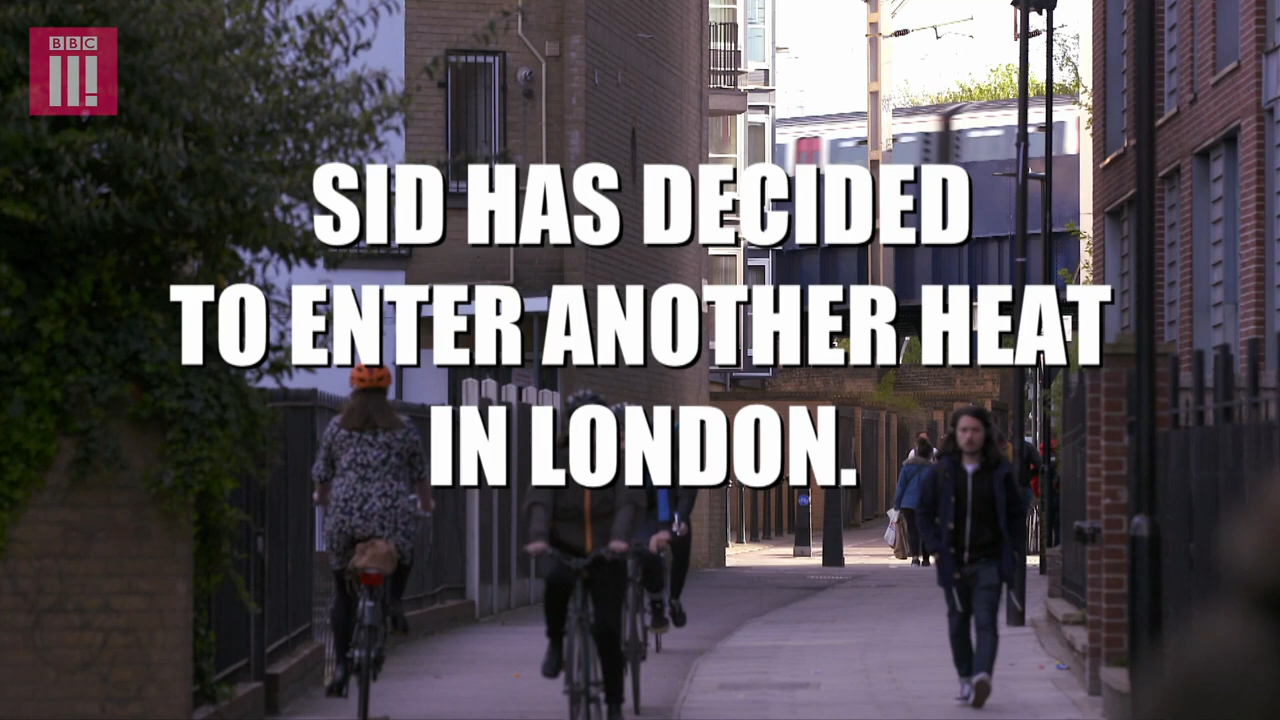 BBC
III!
SID HAS DECIDED
TO ENTER ANOTHER HEAT
IN LONDON.